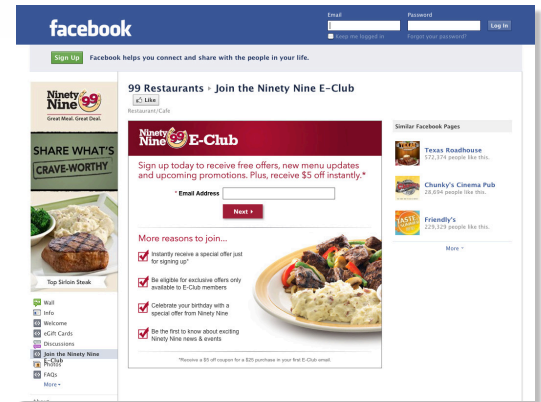 facebook
Email
Password
Log In
Keep me logged in
Forgot your password?
Sign Up
Facebook helps you connect and share with the people in your life.
Ninety
Nine 99
Great Meal. Great Deal.
SHARE WHAT'S
CRAVE-WORTHY
Top Sirloin Steak
Wall
Info
Welcome
eGift Cards
Discussions
Join the Ninety Nine
E-Club
Photos
FAQs
More
About
99 Restaurants ▸ Join the Ninety Nine E-Club
Like
Restaurant/Cafe
Ninety
Nine 99 E-Club
Sign up today to receive free offers, new menu updates
and upcoming promotions. Plus, receive $5 off instantly.*
* Email Address
Next
More reasons to join...
Instantly receive a special offer just
for signing up*
Be eligible for exclusive offers only
available to E-Club members
Celebrate your birthday with a
special offer from Ninety Nine
Be the first to know about exciting
Ninety Nine news & events
*Receive a $5 off coupon for a $25 purchase in your first E-Club email.
Similar Facebook Pages
Texas Roadhouse
572,374 people like this.
Chunky's Cinema Pub
28,694 people like this.
Friendly's
229,329 people like this.
More